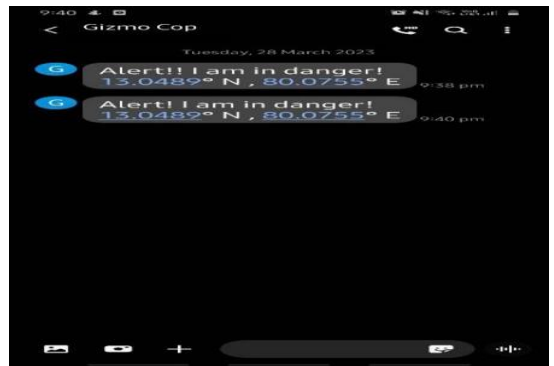 9:40
Gizmo Cop
Tuesday, 28 March 2023
G
Alert!! I am in danger!
13.0489° N , 80.0755° E
9:38 pm
G
Alert! I am in danger!
13.0489° N , 80.0755° E
9:40 pm